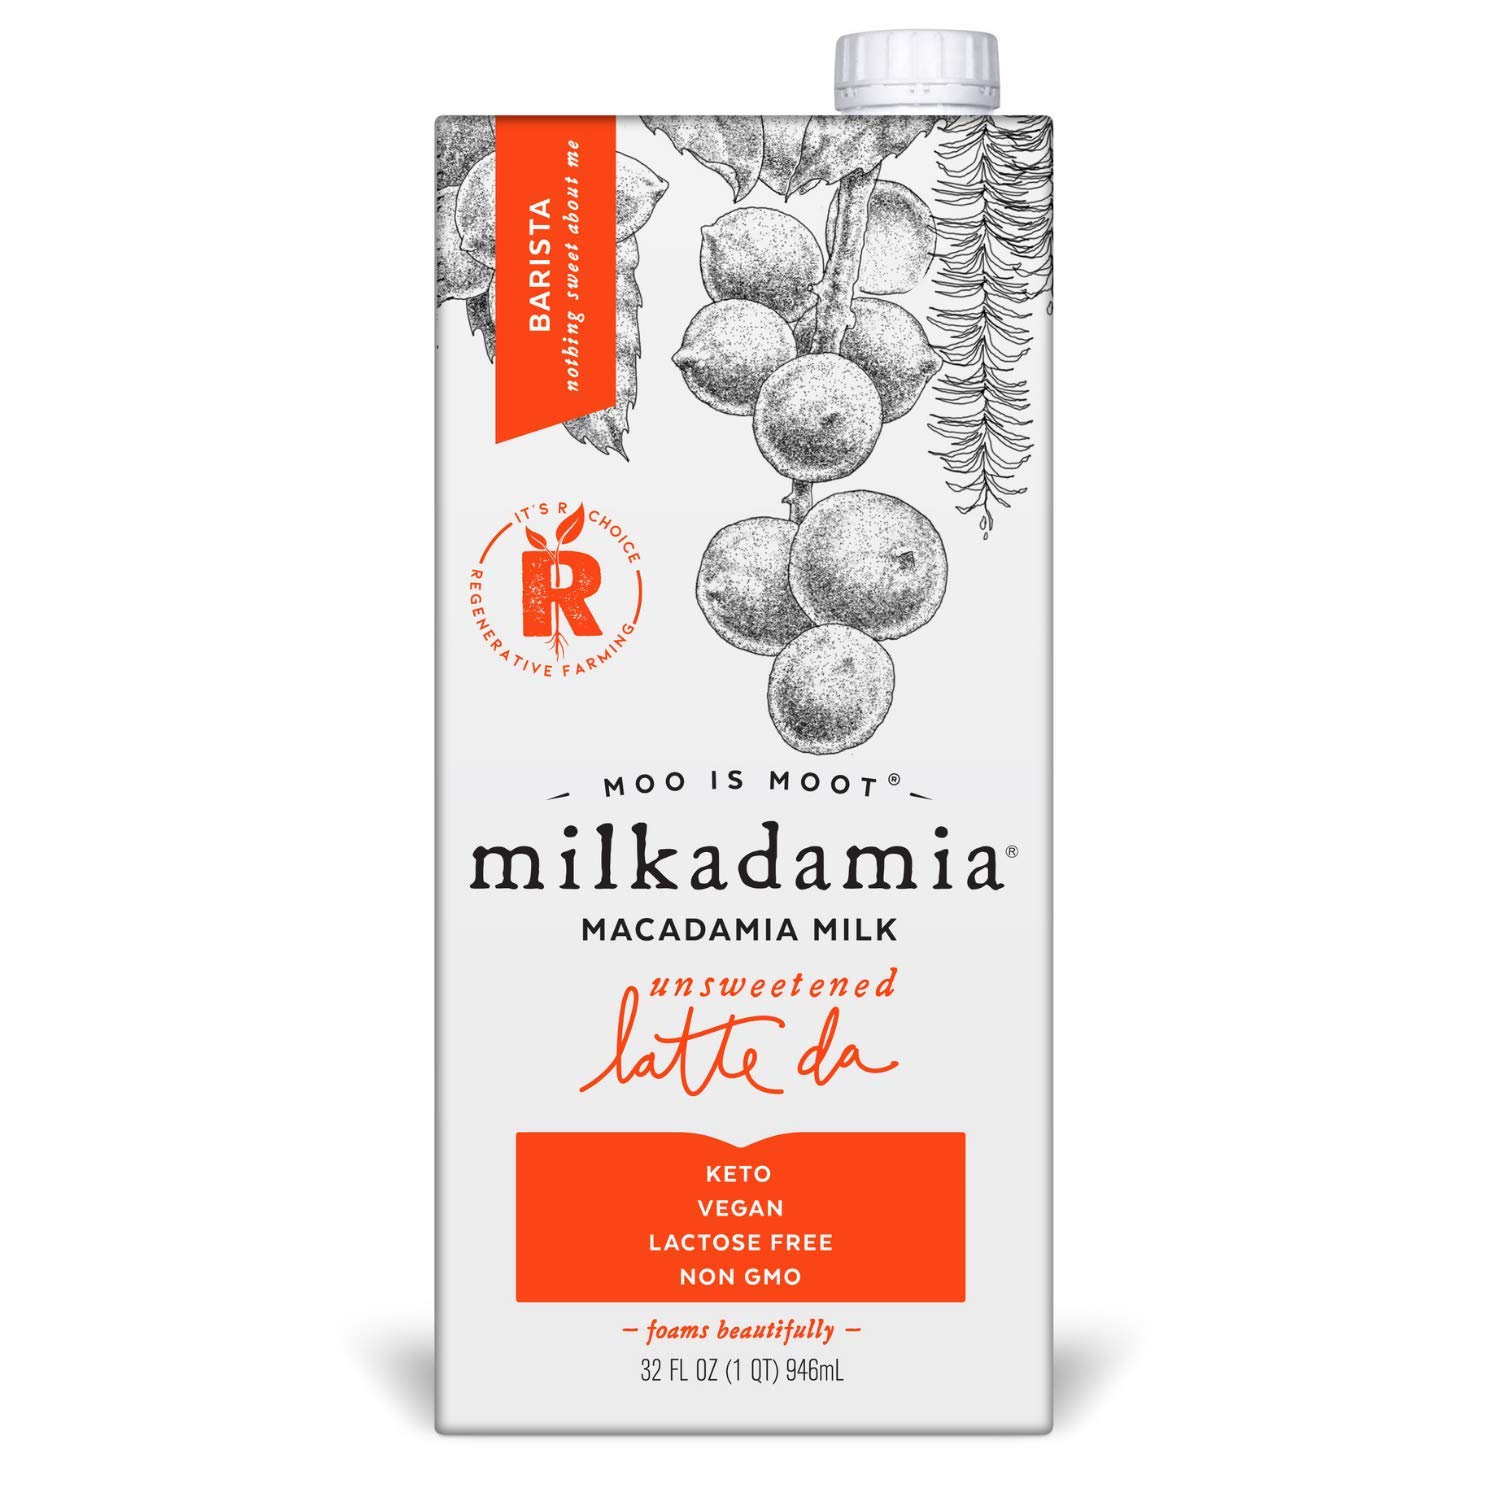 BARISTA
nothing sweet about me
IT'S R CHOICE
R
REGENERATIVE FARMING
MOO IS MOOT®
milkadamia®
MACADAMIA MILK
unsweetened
latte da
KETO
VEGAN
LACTOSE FREE
NON GMO
– foams beautifully –
32 FL OZ (1 QT) 946mL